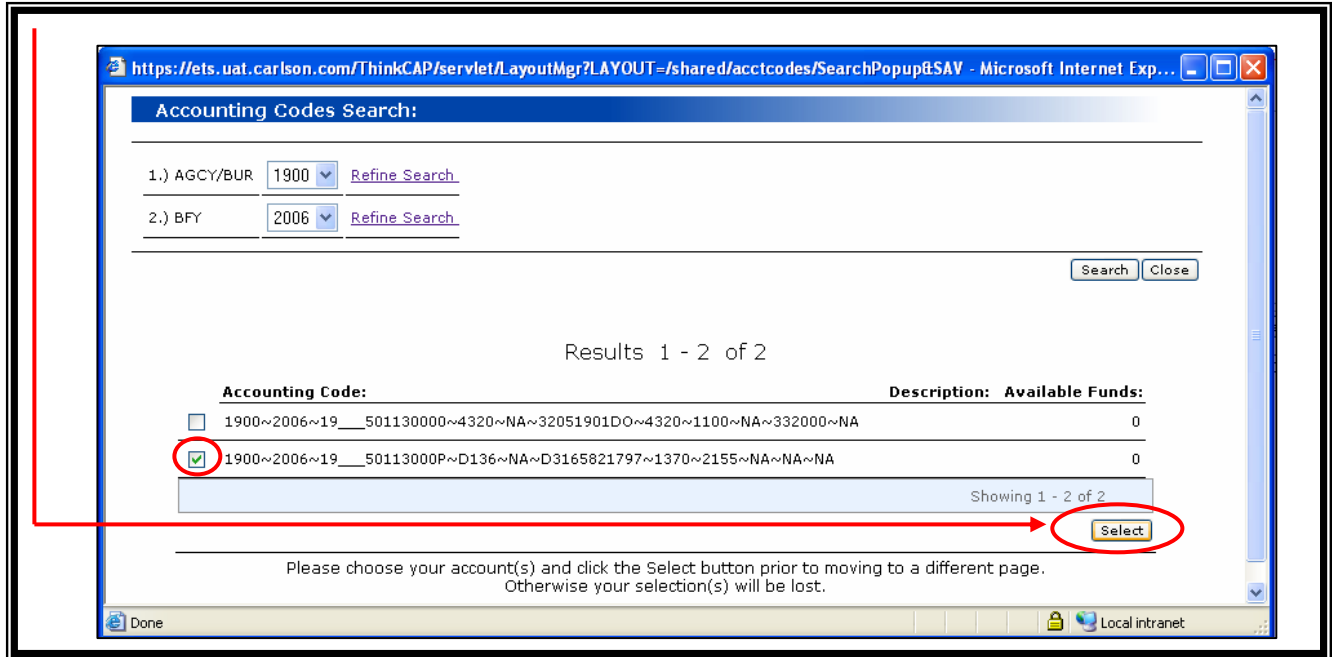 https://ets.uat.carlson.com/ThinkCAP/servlet/LayoutMgr?LAYOUT=/shared/acctcodes/SearchPopup&SAV - Microsoft Internet Exp...
Accounting Codes Search:
1.) AGCY/BUR 1900 Refine Search
2.) BFY 2006 Refine Search
Search Close
Results 1 - 2 of 2
Accounting Code: Description: Available Funds:
1900~2006~19___501130000~4320~NA~32051901DO~4320~1100~NA~332000~NA 0
1900~2006~19___50113000P~D136~NA~D3165821797~1370~2155~NA~NA~NA 0
Showing 1 - 2 of 2
Select
Please choose your account(s) and click the Select button prior to moving to a different page.
Otherwise your selection(s) will be lost.
Done Local intranet